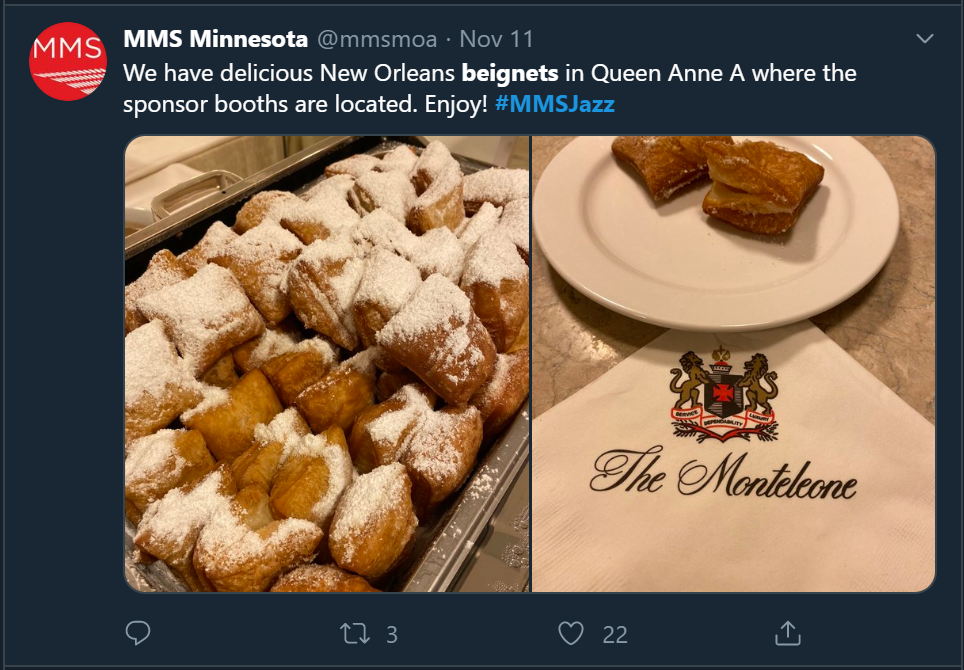 MMS
MMS Minnesota @mmsmoa · Nov 11
We have delicious New Orleans beignets in Queen Anne A where the
sponsor booths are located. Enjoy! #MMSJazz
SERVICE
DEPENDABILITY
LUXURY
The Monteleone
3
22